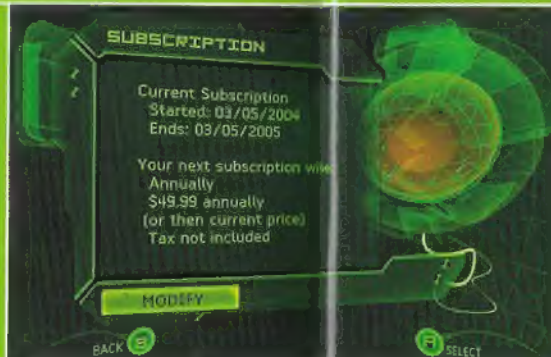 SUBSCRIPTION
Current Subscription
Started: 03/05/2004
Ends: 03/05/2005
Your next subscription
Annually
$49.99 annually
(or then current price)
Tax not included
MODIFY
BACK B
A SELECT